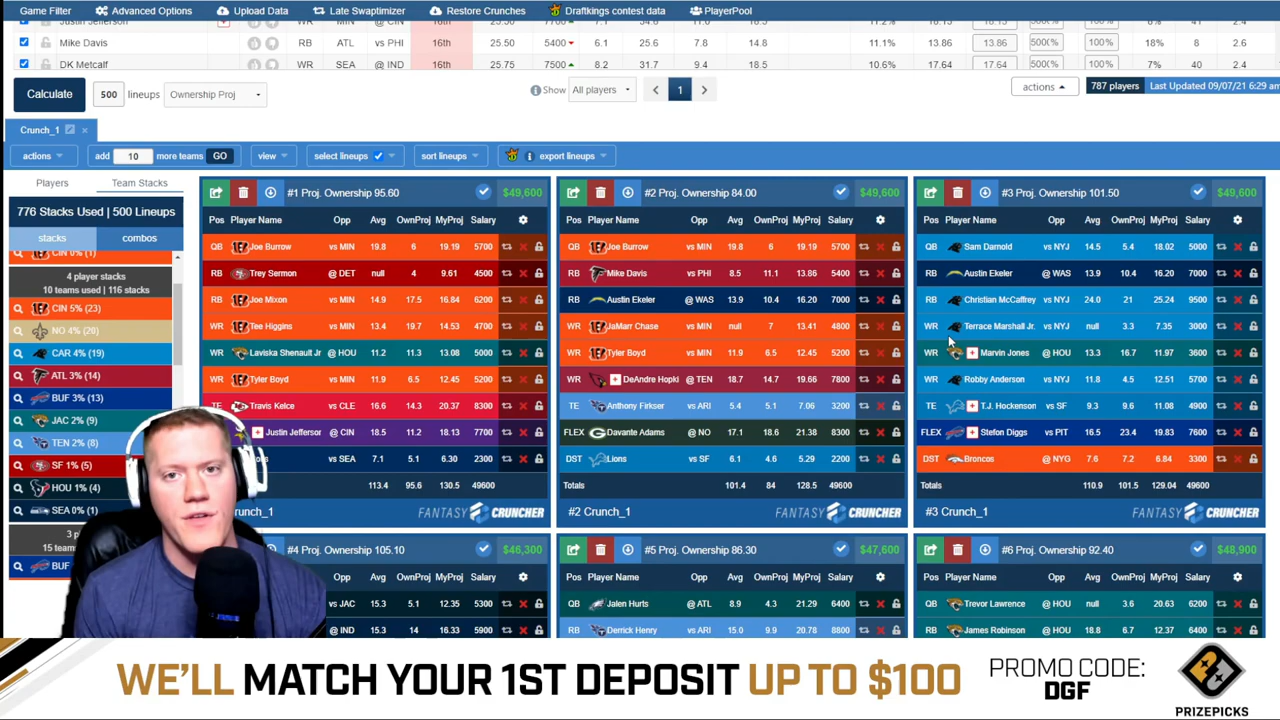 Game Filter Advanced Options Upload Data Late Swaptimizer Restore Crunches Draftkings contest data PlayerPool
Mike Davis RB ATL vs PHI 16th 25.50 5400 6.1 25.6 7.8 14.8 11.1% 13.86 13.86 5000% 100% 18% 8 2.6
DK Metcalf WR SEA @ IND 16th 25.75 7500 8.2 31.7 9.4 18.5 10.6% 17.64 17.64 5000% 100% 7% 40 2.4
Calculate 500 lineups Ownership Proj Show All players 1 actions 787 players Last Updated 09/07/21 6:29 am
Crunch_1
actions add 10 more teams GO view select lineups sort lineups export lineups
Players Team Stacks
776 Stacks Used | 500 Lineups
stacks combos
CIN 0% (1)
4 player stacks
10 teams used | 116 stacks
CIN 5% (23)
NO 4% (20)
CAR 4% (19)
ATL 3% (14)
BUF 3% (13)
JAC 2% (9)
TEN 2% (8)
SF 1% (5)
HOU 1% (4)
SEA 0% (1)
3 p
15 teams
BUF
#1 Proj. Ownership 95.60 $49,600
Pos Player Name Opp Avg OwnProj MyProj Salary
QB Joe Burrow vs MIN 19.8 6 19.19 5700
RB Trey Sermon @ DET null 4 9.61 4500
RB Joe Mixon vs MIN 14.9 17.5 16.84 6200
WR Tee Higgins vs MIN 13.4 19.7 14.53 4700
WR Laviska Shenault Jr @ HOU 11.2 11.3 13.08 5000
WR Tyler Boyd vs MIN 11.9 6.5 12.45 5200
TE Travis Kelce vs CLE 16.6 14.3 20.37 8300
Justin Jefferson @ CIN 18.5 11.2 18.13 7700
vs SEA 7.1 5.1 6.30 2300
113.4 95.6 130.5 49600
Crunch_1 FANTASY CRUNCHER
#2 Proj. Ownership 84.00 $49,600
Pos Player Name Opp Avg OwnProj MyProj Salary
QB Joe Burrow vs MIN 19.8 6 19.19 5700
RB Mike Davis vs PHI 8.5 11.1 13.86 5400
RB Austin Ekeler @ WAS 13.9 10.4 16.20 7000
WR JaMarr Chase vs MIN null 7 13.41 4800
WR Tyler Boyd vs MIN 11.9 6.5 12.45 5200
WR DeAndre Hopki @ TEN 18.7 14.7 19.66 7800
TE Anthony Firkser vs ARI 5.4 5.1 7.06 3200
FLEX Davante Adams @ NO 17.1 18.6 21.38 8300
DST Lions vs SF 6.1 4.6 5.29 2200
Totals 101.4 84 128.5 49600
#2 Crunch_1 FANTASY CRUNCHER
#3 Proj. Ownership 101.50 $49,600
Pos Player Name Opp Avg OwnProj MyProj Salary
QB Sam Darnold vs NYJ 14.5 5.4 18.02 5000
RB Austin Ekeler @ WAS 13.9 10.4 16.20 7000
RB Christian McCaffrey vs NYJ 24.0 21 25.24 9500
WR Terrace Marshall Jr. vs NYJ null 3.3 7.35 3000
WR Marvin Jones @ HOU 13.3 16.7 11.97 3600
WR Robby Anderson vs NYJ 11.8 4.5 12.51 5700
TE T.J. Hockenson vs SF 9.3 9.6 11.08 4900
FLEX Stefon Diggs vs PIT 16.5 23.4 19.83 7600
DST Broncos @ NYG 7.6 7.2 6.84 3300
Totals 110.9 101.5 129.04 49600
#3 Crunch_1 FANTASY CRUNCHER
#4 Proj. Ownership 105.10 $46,300
Opp Avg OwnProj MyProj Salary
vs JAC 15.3 5.1 12.35 5300
@ IND 15.3 14 16.33 5900
#5 Proj. Ownership 86.30 $47,600
Pos Player Name Opp Avg OwnProj MyProj Salary
QB Jalen Hurts @ ATL 8.9 4.3 21.29 6400
RB Derrick Henry vs ARI 15.0 9.9 20.78 8800
#6 Proj. Ownership 92.40 $48,900
Pos Player Name Opp Avg OwnProj MyProj Salary
QB Trevor Lawrence @ HOU null 3.6 20.63 6200
RB James Robinson @ HOU 18.8 6.7 12.37 6400
WE'LL MATCH YOUR 1ST DEPOSIT UP TO $100
PROMO CODE:
DGF
PRIZEPICKS